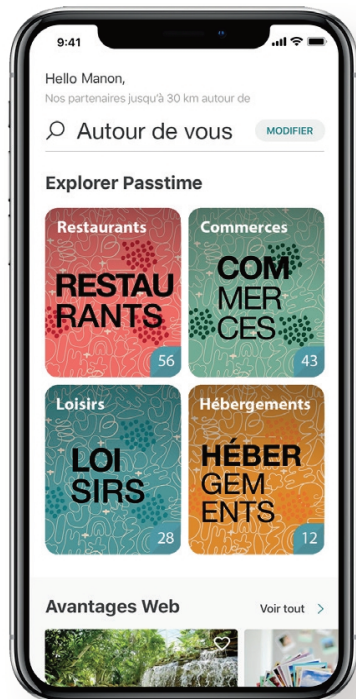 9:41
Hello Manon,
Nos partenaires jusqu'à 30 km autour de
Autour de vous
MODIFIER
Explorer Passtime
Restaurants
RESTAU
RANTS
56
Commerces
COM
MER
CES
43
Loisirs
LOI
SIRS
28
Hébergements
HÉBER
GEM
ENTS
12
Avantages Web
Voir tout